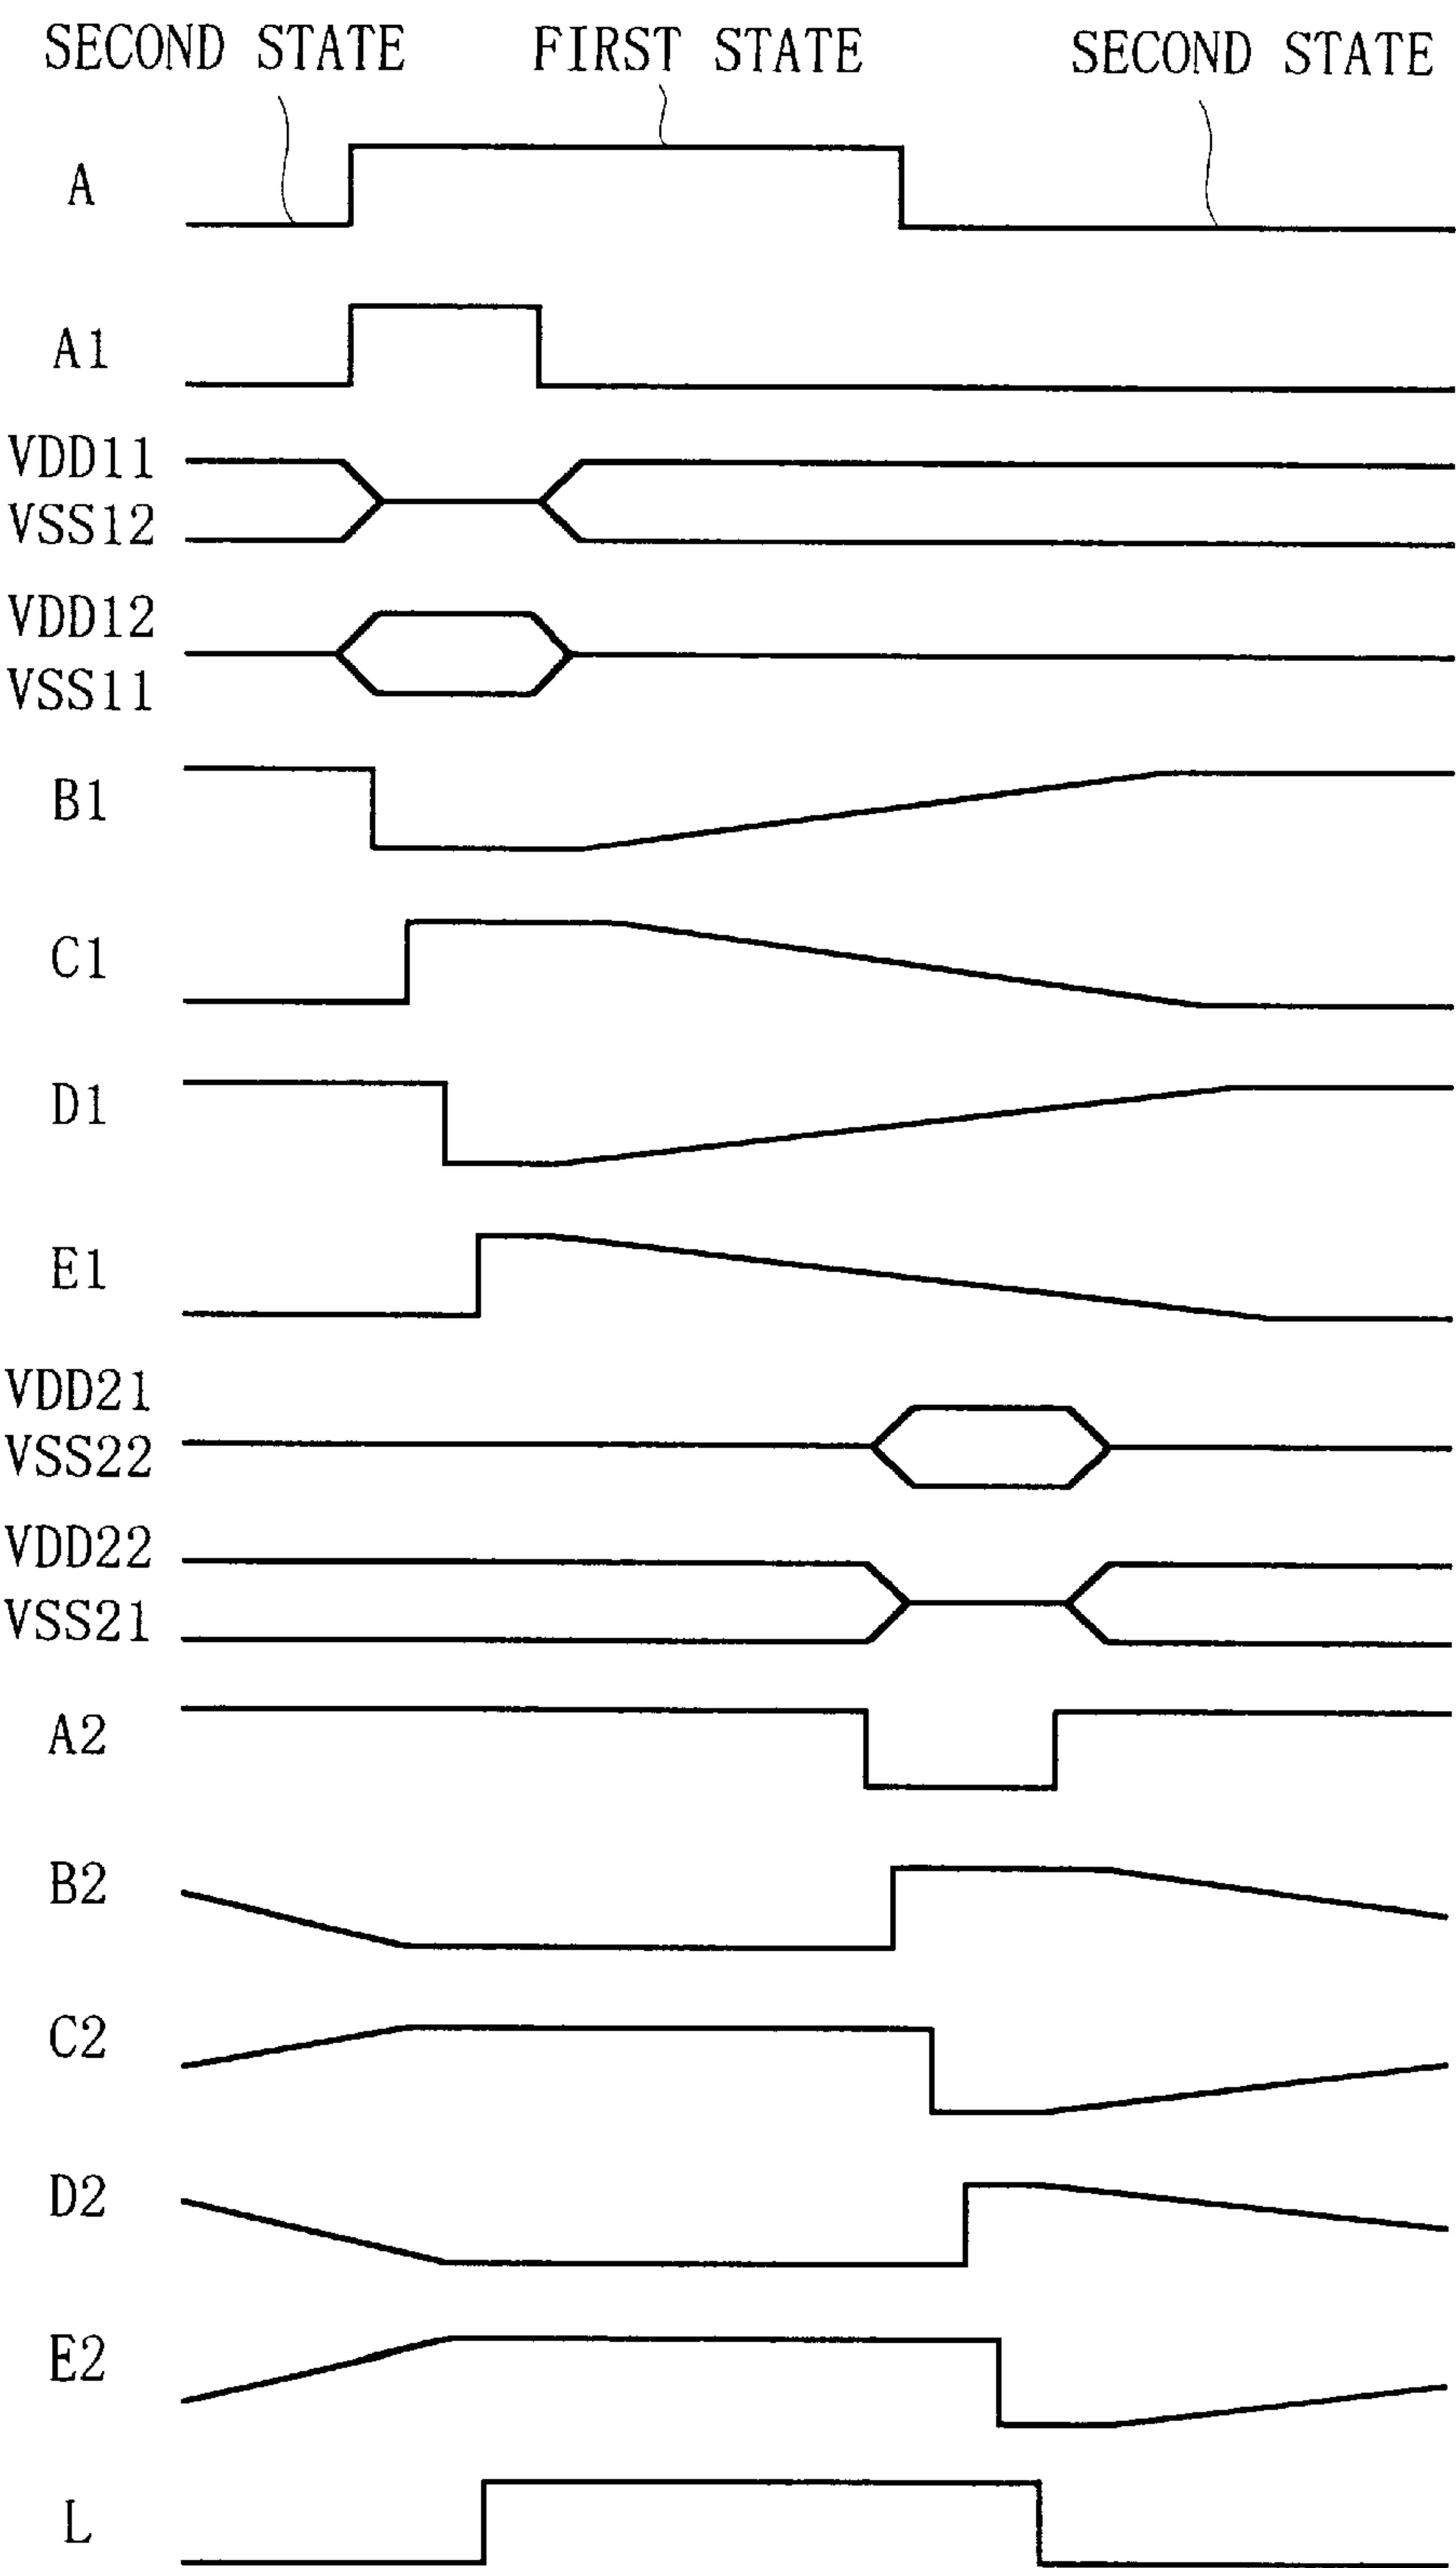 SECOND STATE FIRST STATE SECOND STATE
A
A1
VDD11
VSS12
VDD12
VSS11
B1
C1
D1
E1
VDD21
VSS22
VDD22
VSS21
A2
B2
C2
D2
E2
L